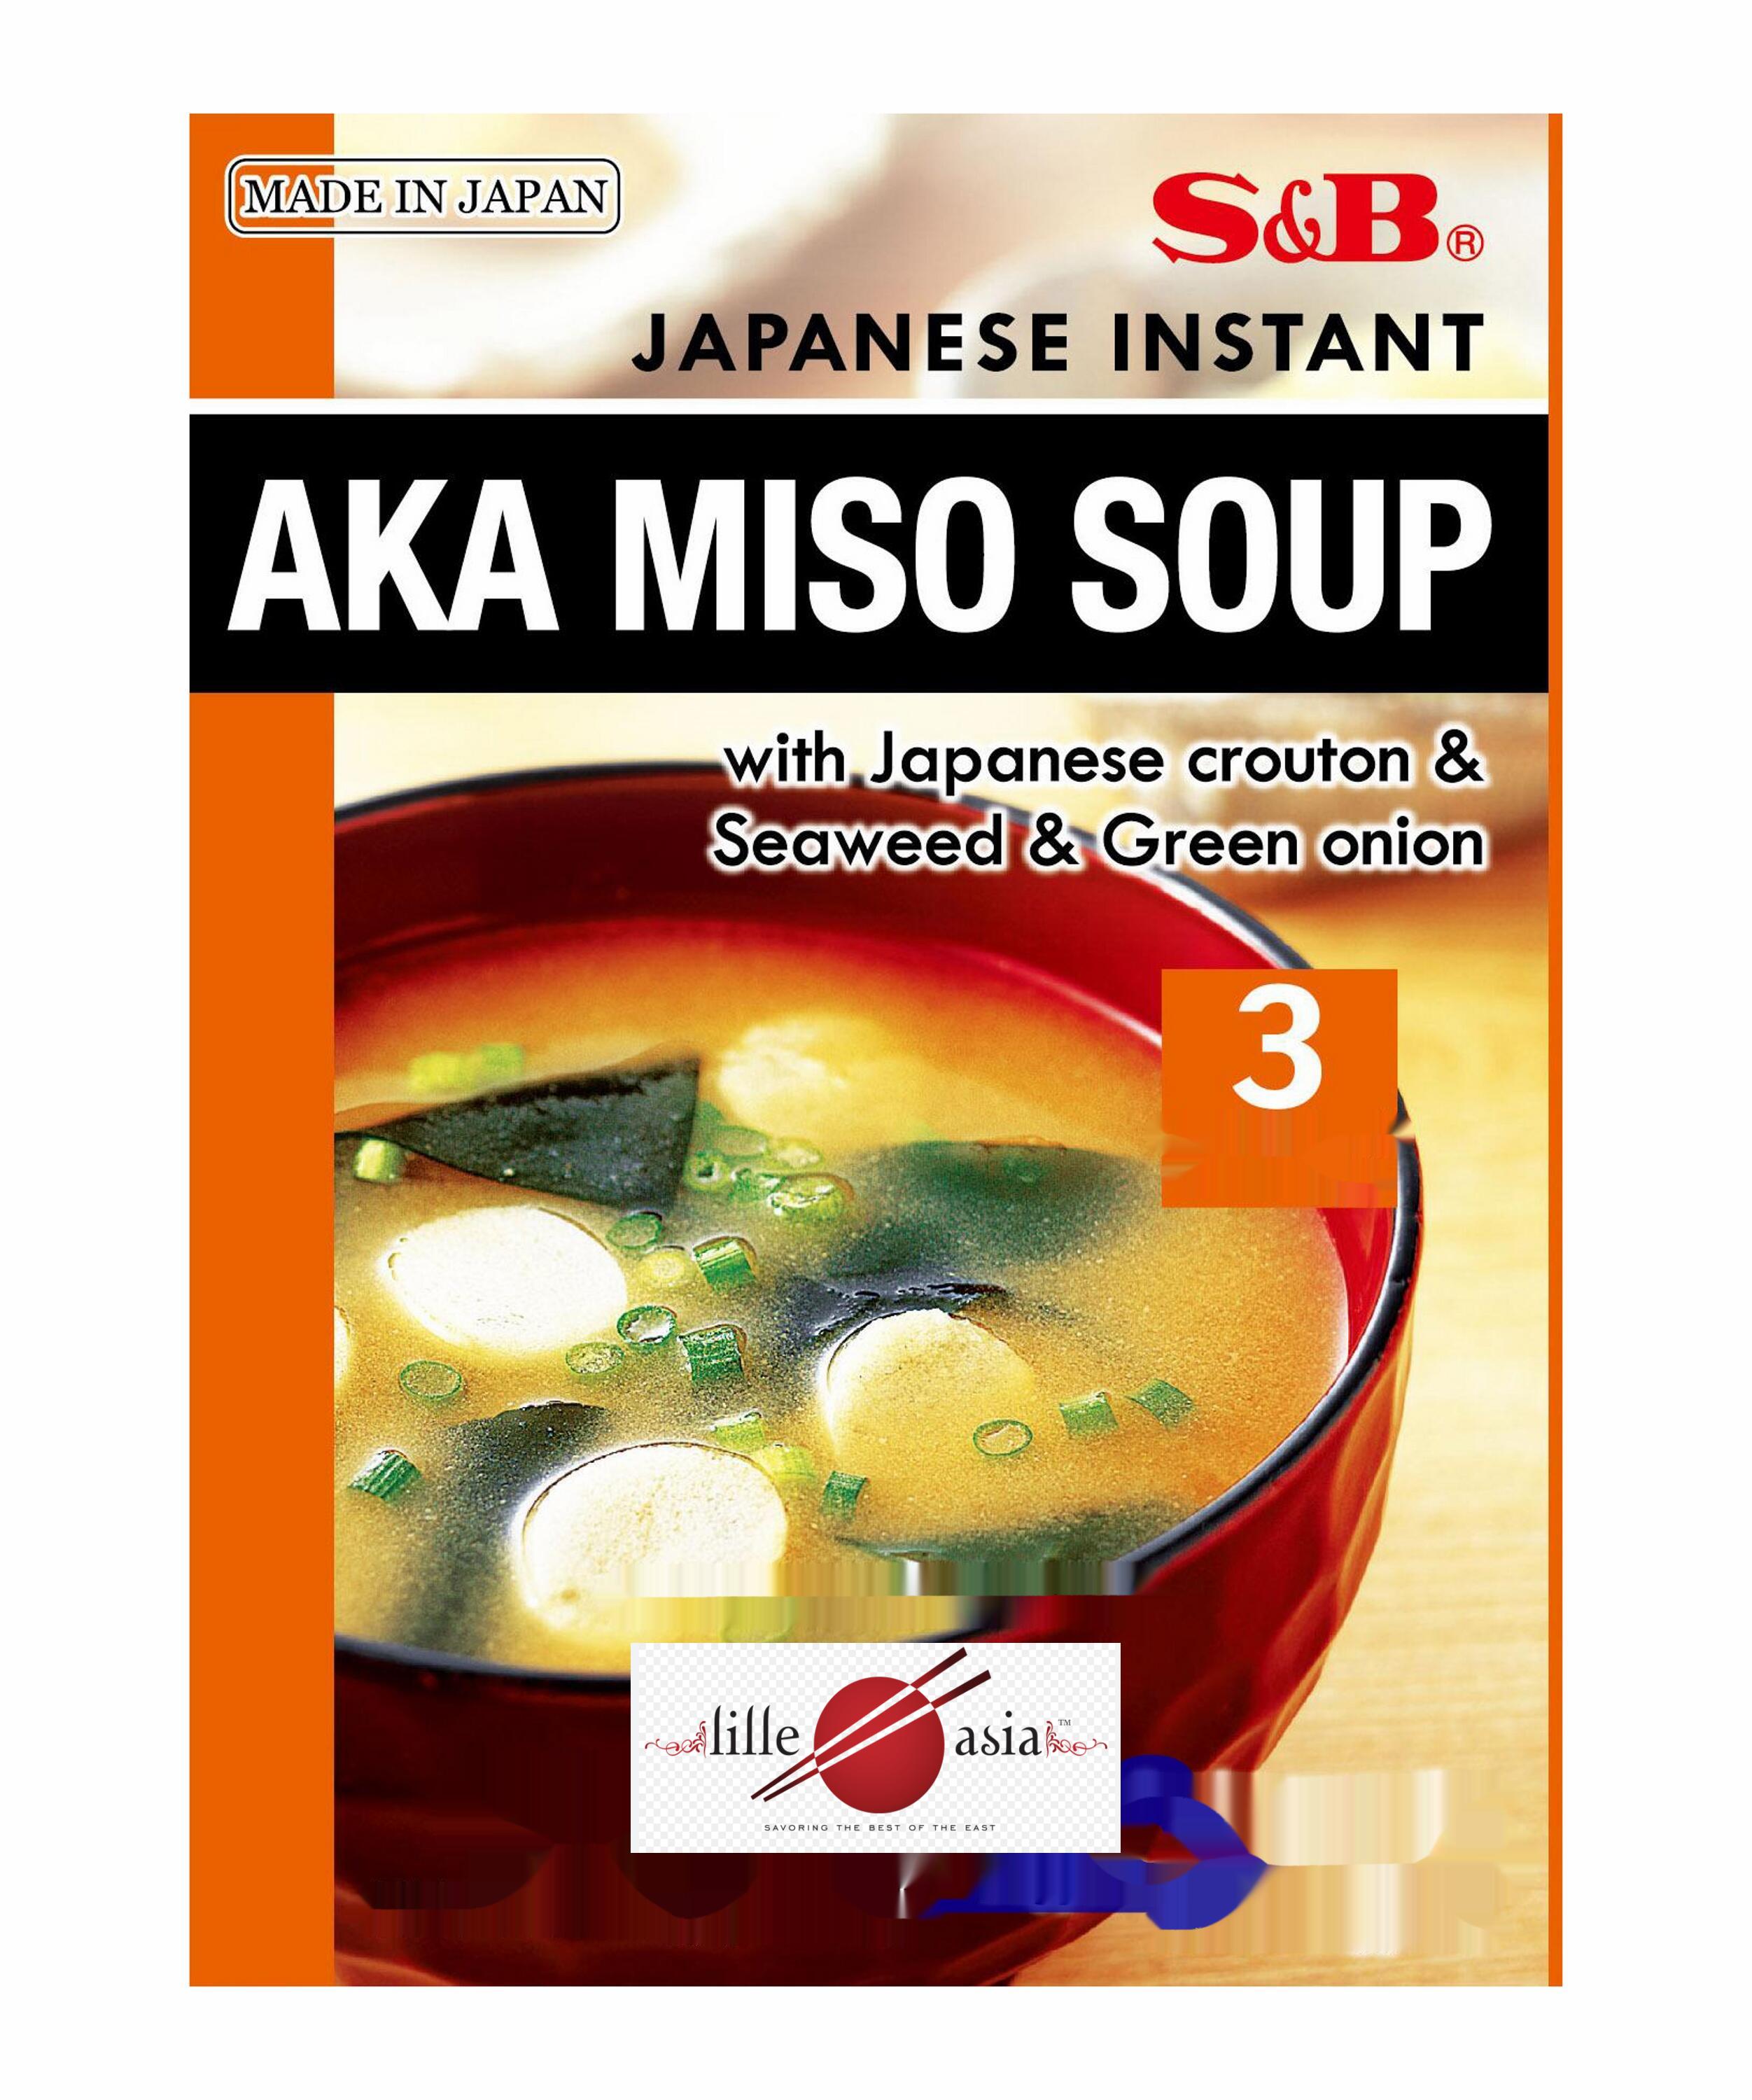 MADE IN JAPAN
S&B®
JAPANESE INSTANT
AKA MISO SOUP
with Japanese crouton &
Seaweed & Green onion
3
lille asia™
SAVORING THE BEST OF THE EAST